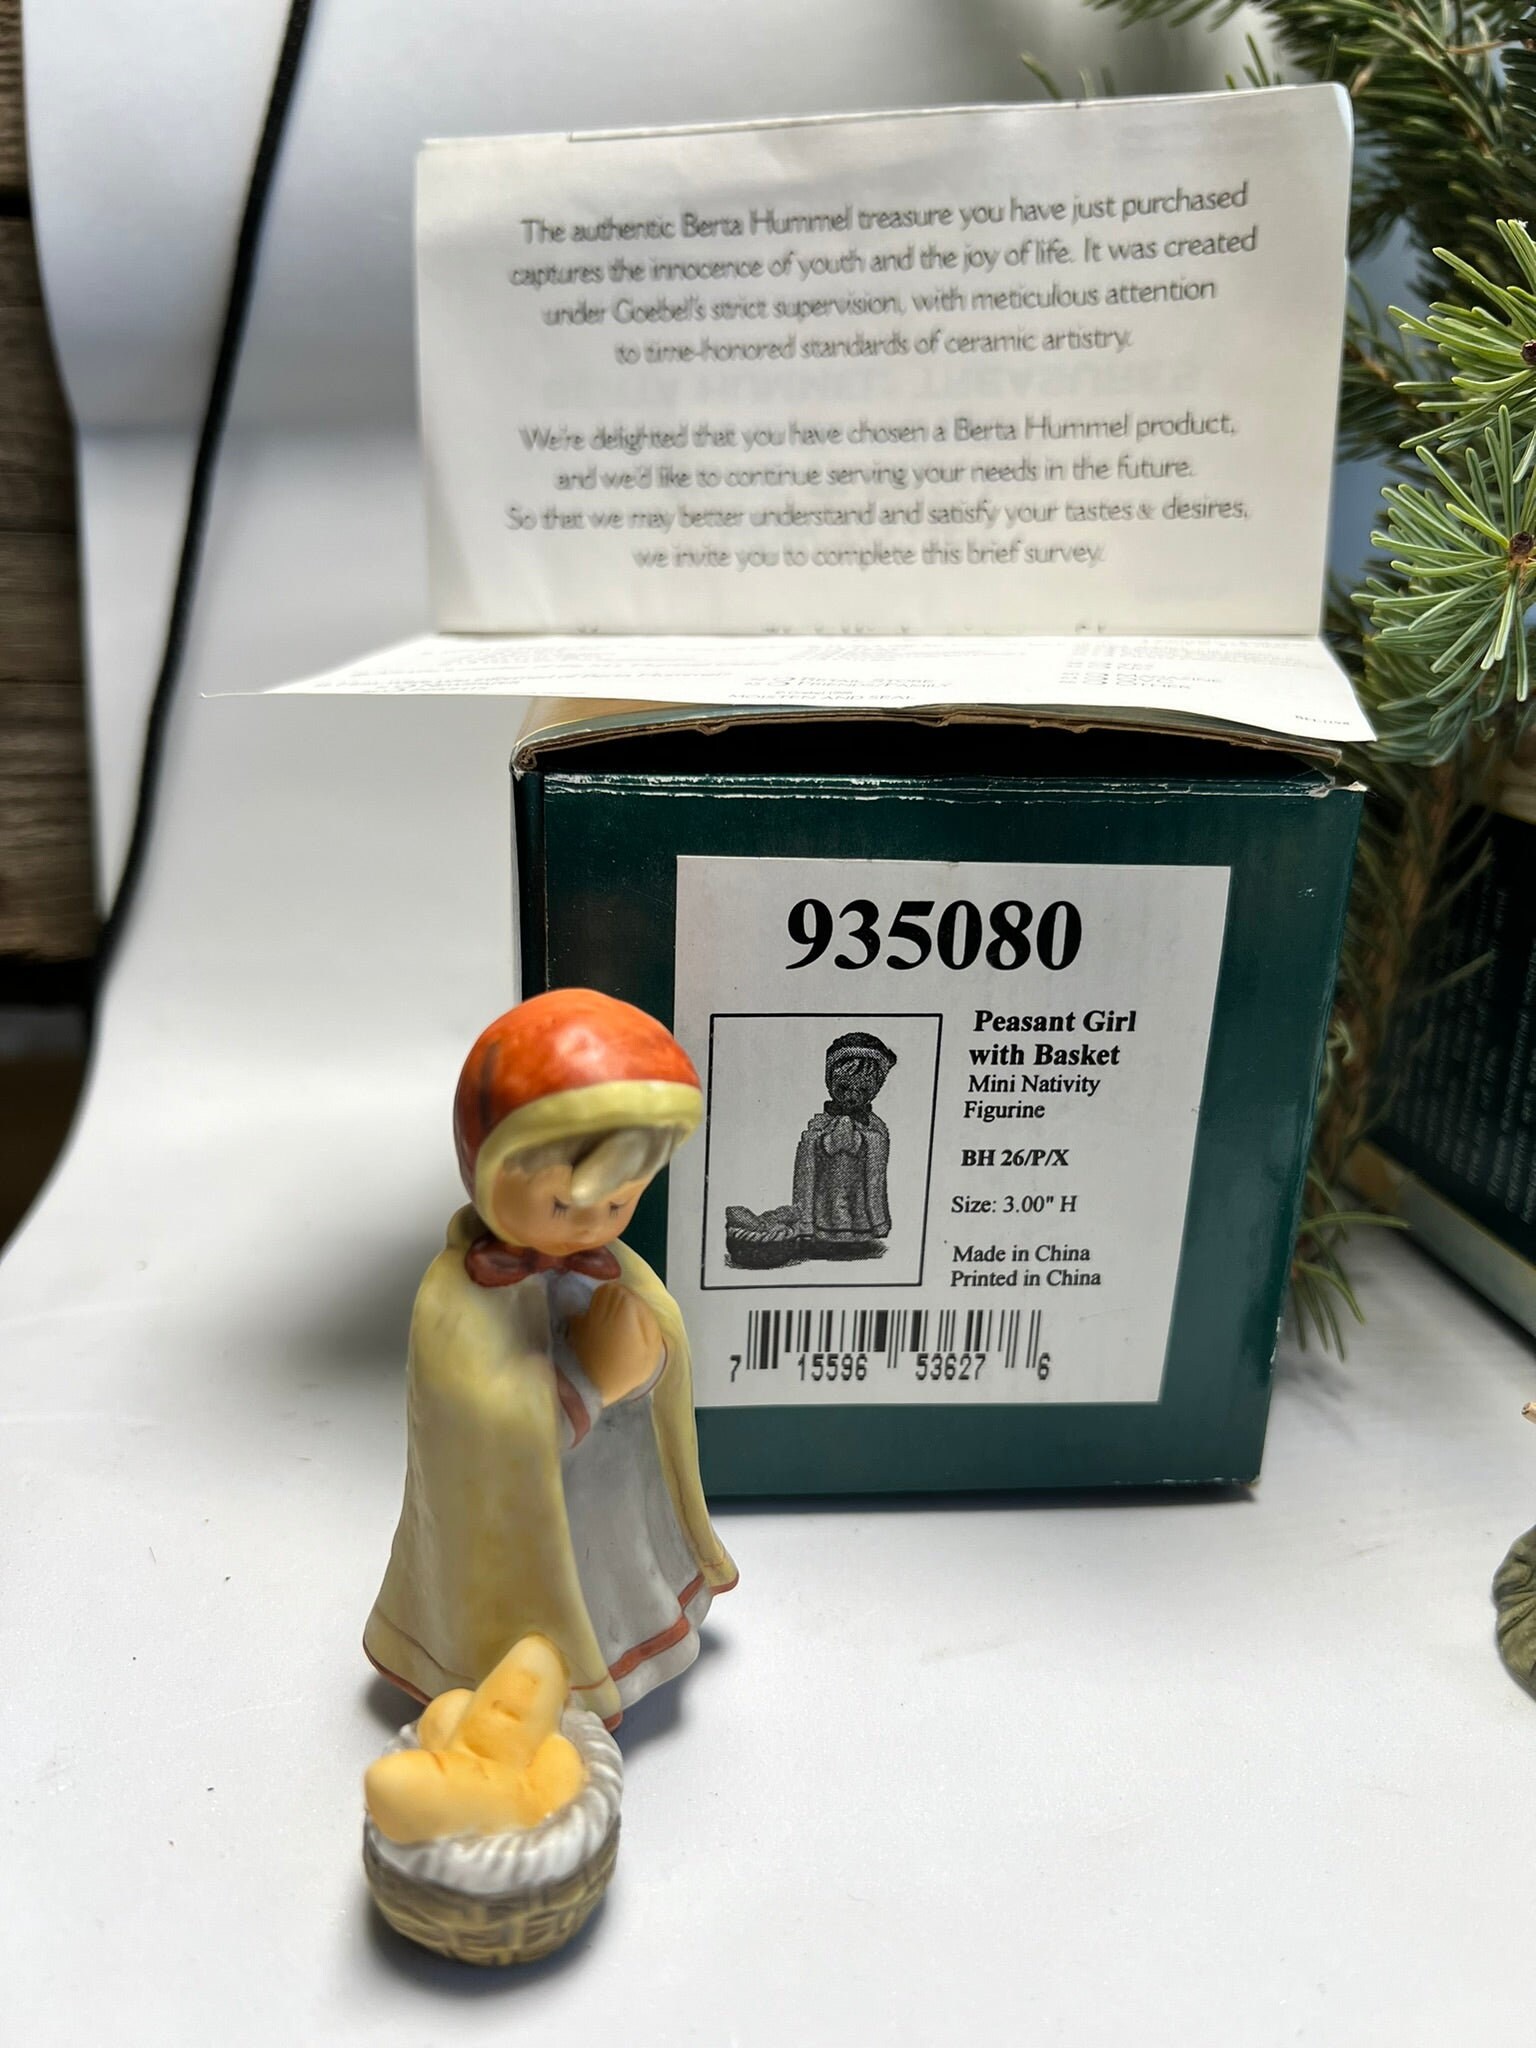 The authentic Berta Hummel treasure you have just purchased
captures the innocence of youth and the joy of life. It was created
under Goebel's strict supervision, with meticulous attention
to time-honored standards of ceramic artistry.
We're delighted that you have chosen a Berta Hummel product,
and we'd like to continue serving your needs in the future.
So that we may better understand and satisfy your tastes & desires,
we invite you to complete this brief survey.
MOISTEN AND SEAL
935080
Peasant Girl
with Basket
Mini Nativity
Figurine
BH 26/P/X
Size: 3.00" H
Made in China
Printed in China
7 15596 53627 6